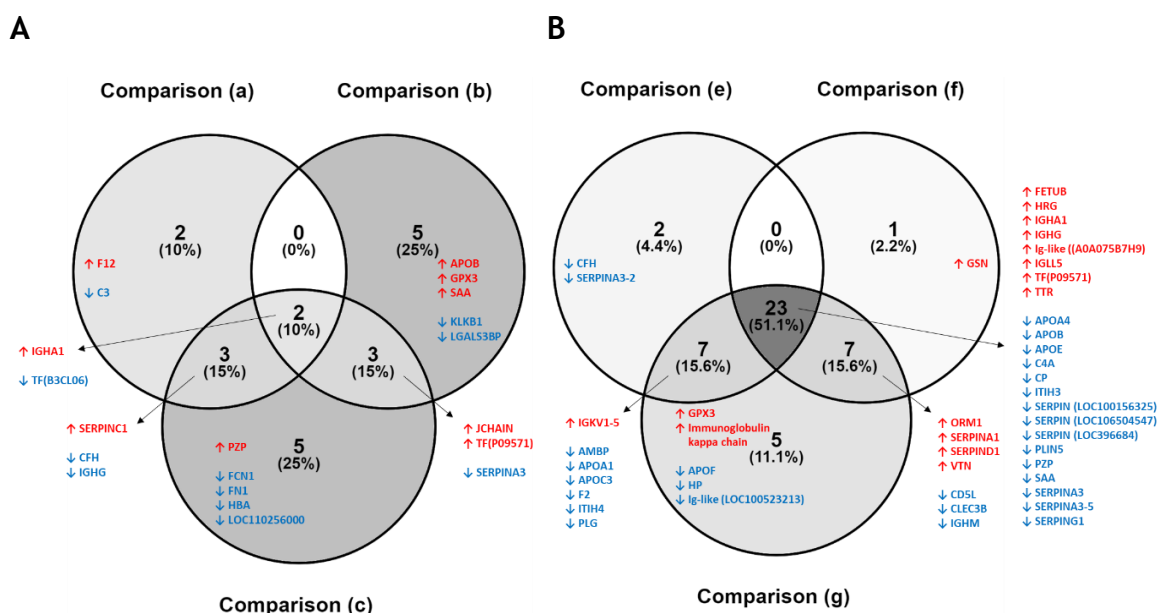 A
Comparison (a)
Comparison (b)
2
(10%)
0
(0%)
5
(25%)
↑ F12
↓ C3
↑ APOB
↑ GPX3
↑ SAA
↓ KLKB1
↓ LGALS3BP
2
(10%)
↑ IGHA1
↓ TF(B3CL06)
3
(15%)
3
(15%)
↑ SERPINC1
↓ CFH
↓ IGHG
↑ PZP
↓ FCN1
↓ FN1
↓ HBA
↓ LOC110256000
5
(25%)
↑ JCHAIN
↑ TF(P09571)
↓ SERPINA3
Comparison (c)
B
Comparison (e)
Comparison (f)
2
(4.4%)
0
(0%)
1
(2.2%)
↓ CFH
↓ SERPINA3-2
↑ GSN
23
(51.1%)
7
(15.6%)
7
(15.6%)
↑ FETUB
↑ HRG
↑ IGHA1
↑ IGHG
↑ Ig-like ((A0A075B7H9)
↑ IGLL5
↑ TF(P09571)
↑ TTR
↓ APOA4
↓ APOB
↓ APOE
↓ C4A
↓ CP
↓ ITIH3
↓ SERPIN (LOC100156325)
↓ SERPIN (LOC106504547)
↓ SERPIN (LOC396684)
↓ PLIN5
↓ PZP
↓ SAA
↓ SERPINA3
↓ SERPINA3-5
↓ SERPING1
↑ IGKV1-5
↓ AMBP
↓ APOA1
↓ APOC3
↓ F2
↓ ITIH4
↓ PLG
↑ GPX3
↑ Immunoglobulin
kappa chain
↓ APOF
↓ HP
↓ Ig-like (LOC100523213)
5
(11.1%)
↑ ORM1
↑ SERPINA1
↑ SERPIND1
↑ VTN
↓ CD5L
↓ CLEC3B
↓ IGHM
Comparison (g)